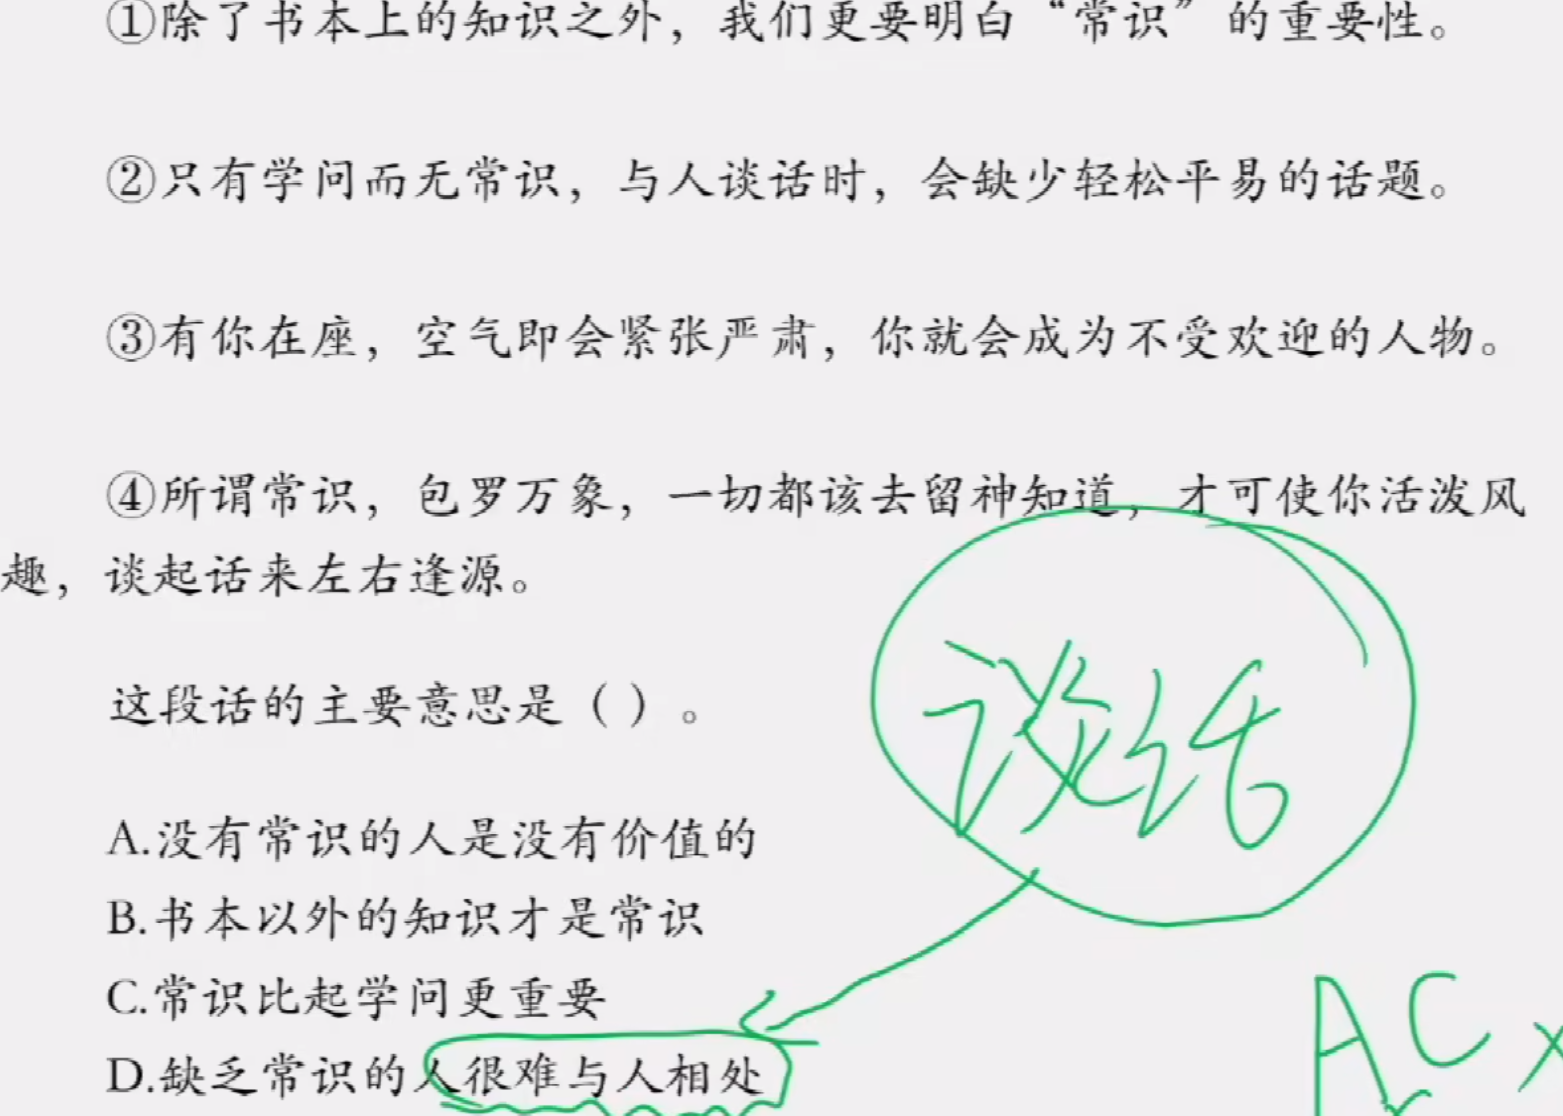 ①除了书本上的知识之外，我们更要明白“常识”的重要性。
②只有学问而无常识，与人谈话时，会缺少轻松平易的话题。
③有你在座，空气即会紧张严肃，你就会成为不受欢迎的人物。
④所谓常识，包罗万象，一切都该去留神知道，才可使你活泼风
趣，谈起话来左右逢源。
这段话的主要意思是（ ）。
谈话
A.没有常识的人是没有价值的
B.书本以外的知识才是常识
C.常识比起学问更重要
D.缺乏常识的人很难与人相处
AC×